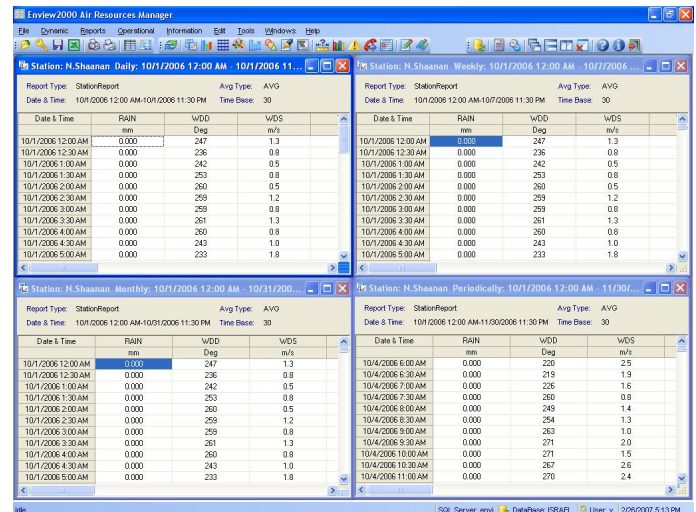 Enview2000 Air Resources Manager
File Dynamic Reports Operational Information Edit Tools Windows Help
Station: N.Shaanan Daily: 10/1/2006 12:00 AM - 10/1/2006 11...
Report Type: StationReport Avg Type: AVG
Date & Time: 10/1/2006 12:00 AM-10/1/2006 11:30 PM Time Base: 30
Date & Time RAIN WDD WDS
mm Deg m/s
10/1/2006 12:00 AM 0.000 247 1.3
10/1/2006 12:30 AM 0.000 236 0.8
10/1/2006 1:00 AM 0.000 242 0.5
10/1/2006 1:30 AM 0.000 253 0.8
10/1/2006 2:00 AM 0.000 260 0.5
10/1/2006 2:30 AM 0.000 259 1.2
10/1/2006 3:00 AM 0.000 259 0.8
10/1/2006 3:30 AM 0.000 261 1.3
10/1/2006 4:00 AM 0.000 260 0.8
10/1/2006 4:30 AM 0.000 243 1.0
10/1/2006 5:00 AM 0.000 233 1.8
Station: N.Shaanan Weekly: 10/1/2006 12:00 AM - 10/7/2006 ...
Report Type: StationReport Avg Type: AVG
Date & Time: 10/1/2006 12:00 AM-10/7/2006 11:30 PM Time Base: 30
Date & Time RAIN WDD WDS
mm Deg m/s
10/1/2006 12:00 AM 0.000 247 1.3
10/1/2006 12:30 AM 0.000 236 0.8
10/1/2006 1:00 AM 0.000 242 0.5
10/1/2006 1:30 AM 0.000 253 0.8
10/1/2006 2:00 AM 0.000 260 0.5
10/1/2006 2:30 AM 0.000 259 1.2
10/1/2006 3:00 AM 0.000 259 0.8
10/1/2006 3:30 AM 0.000 261 1.3
10/1/2006 4:00 AM 0.000 260 0.8
10/1/2006 4:30 AM 0.000 243 1.0
10/1/2006 5:00 AM 0.000 233 1.8
Station: N.Shaanan Monthly: 10/1/2006 12:00 AM - 10/31/200...
Report Type: StationReport Avg Type: AVG
Date & Time: 10/1/2006 12:00 AM-10/31/2006 11:30 PM Time Base: 30
Date & Time RAIN WDD WDS
mm Deg m/s
10/1/2006 12:00 AM 0.000 247 1.3
10/1/2006 12:30 AM 0.000 236 0.8
10/1/2006 1:00 AM 0.000 242 0.5
10/1/2006 1:30 AM 0.000 253 0.8
10/1/2006 2:00 AM 0.000 260 0.5
10/1/2006 2:30 AM 0.000 259 1.2
10/1/2006 3:00 AM 0.000 259 0.8
10/1/2006 3:30 AM 0.000 261 1.3
10/1/2006 4:00 AM 0.000 260 0.8
10/1/2006 4:30 AM 0.000 243 1.0
10/1/2006 5:00 AM 0.000 233 1.8
Station: N.Shaanan Periodically: 10/1/2006 12:00 AM - 11/30/...
Report Type: StationReport Avg Type: AVG
Date & Time: 10/1/2006 12:00 AM-11/30/2006 11:30 PM Time Base: 30
Date & Time RAIN WDD WDS
mm Deg m/s
10/4/2006 6:00 AM 0.000 220 2.5
10/4/2006 6:30 AM 0.000 219 1.9
10/4/2006 7:00 AM 0.000 226 1.6
10/4/2006 7:30 AM 0.000 260 0.8
10/4/2006 8:00 AM 0.000 249 1.4
10/4/2006 8:30 AM 0.000 254 1.3
10/4/2006 9:00 AM 0.000 263 1.0
10/4/2006 9:30 AM 0.000 271 2.0
10/4/2006 10:00 AM 0.000 271 1.5
10/4/2006 10:30 AM 0.000 267 2.6
10/4/2006 11:00 AM 0.000 270 2.4
Idle SQL Server: envi DataBase: ISRAEL User: v 2/26/2007 5:13 PM